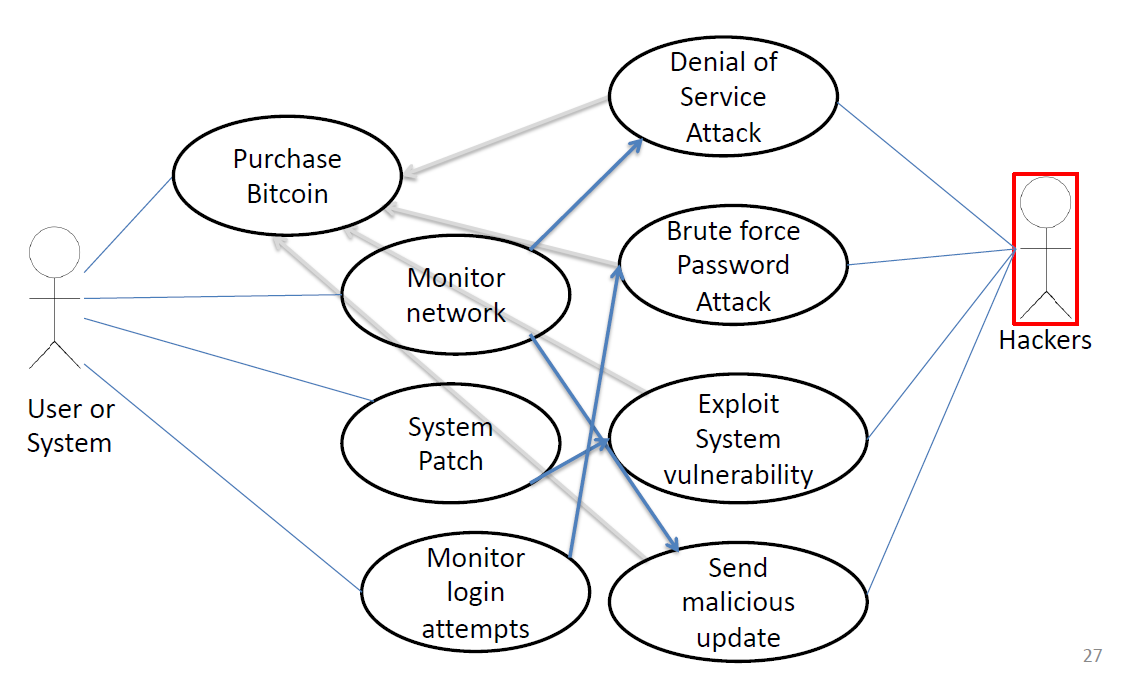 Denial of
Service
Attack
Purchase
Bitcoin
Brute force
Password
Attack
Monitor
network
Hackers
User or
System
System
Patch
Exploit
System
vulnerability
Monitor
login
attempts
Send
malicious
update
27